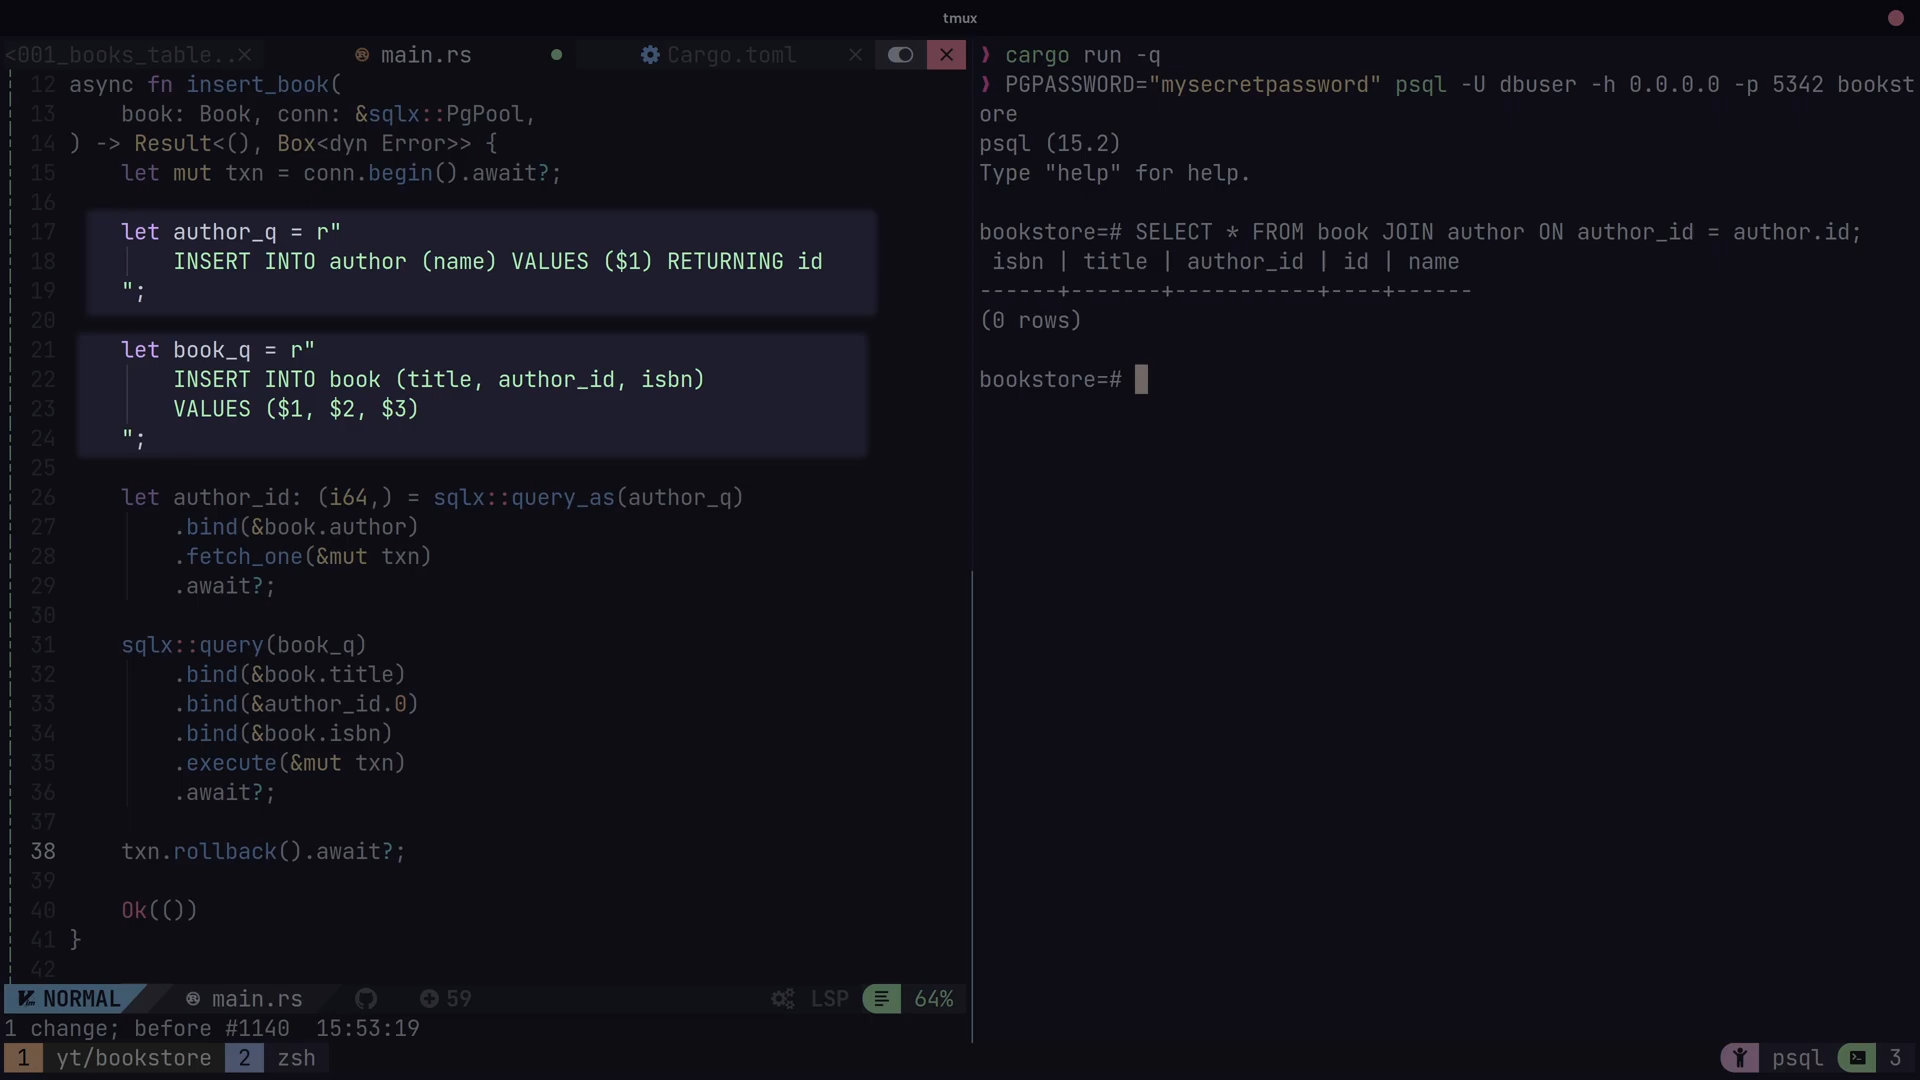 tmux
<001_books_table..× main.rs ● Cargo.toml × ×
12 async fn insert_book(
13     book: Book, conn: &sqlx::PgPool,
14 ) -> Result<(), Box<dyn Error>> {
15     let mut txn = conn.begin().await?;
16
17     let author_q = r"
18         INSERT INTO author (name) VALUES ($1) RETURNING id
19     ";
20
21     let book_q = r"
22         INSERT INTO book (title, author_id, isbn)
23         VALUES ($1, $2, $3)
24     ";
25
26     let author_id: (i64,) = sqlx::query_as(author_q)
27         .bind(&book.author)
28         .fetch_one(&mut txn)
29         .await?;
30
31     sqlx::query(book_q)
32         .bind(&book.title)
33         .bind(&author_id.0)
34         .bind(&book.isbn)
35         .execute(&mut txn)
36         .await?;
37
38     txn.rollback().await?;
39
40     Ok(())
41 }
42
NORMAL main.rs 59 LSP 64%
1 change; before #1140  15:53:19
❯ cargo run -q
❯ PGPASSWORD="mysecretpassword" psql -U dbuser -h 0.0.0.0 -p 5342 bookst
ore
psql (15.2)
Type "help" for help.
bookstore=# SELECT * FROM book JOIN author ON author_id = author.id;
 isbn | title | author_id | id | name
------+-------+-----------+----+------
(0 rows)
bookstore=#
1 yt/bookstore 2 zsh psql 3